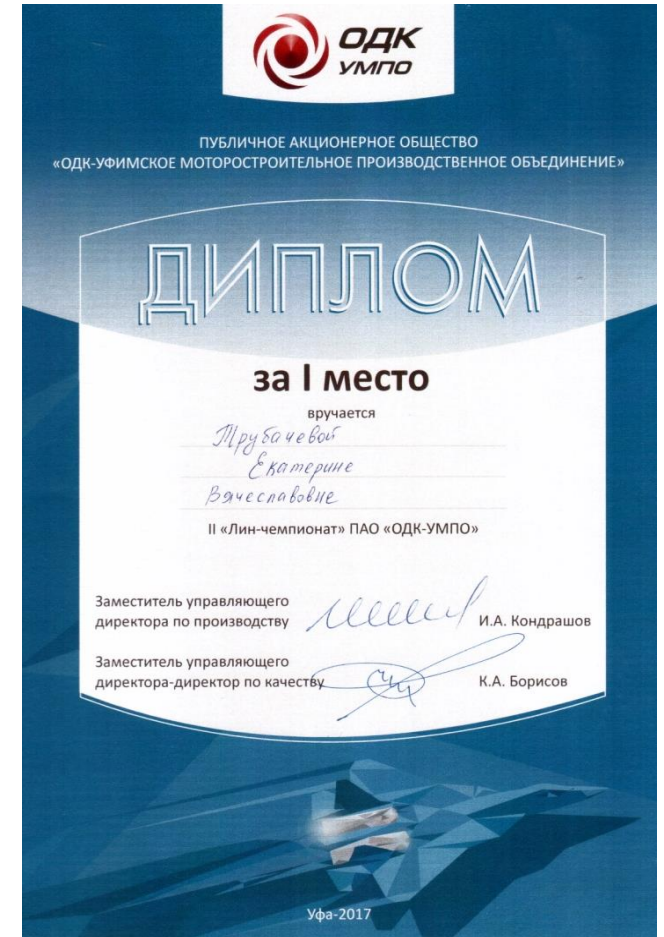 ОДК
УМПО
ПУБЛИЧНОЕ АКЦИОНЕРНОЕ ОБЩЕСТВО
«ОДК-УФИМСКОЕ МОТОРОСТРОИТЕЛЬНОЕ ПРОИЗВОДСТВЕННОЕ ОБЪЕДИНЕНИЕ»
ДИПЛОМ
за I место
вручается
Трубачевой
Екатерине
Вячеславовне
II «Лин-чемпионат» ПАО «ОДК-УМПО»
Заместитель управляющего
директора по производству И.А. Кондрашов
Заместитель управляющего
директора-директор по качеству К.А. Борисов
Уфа-2017